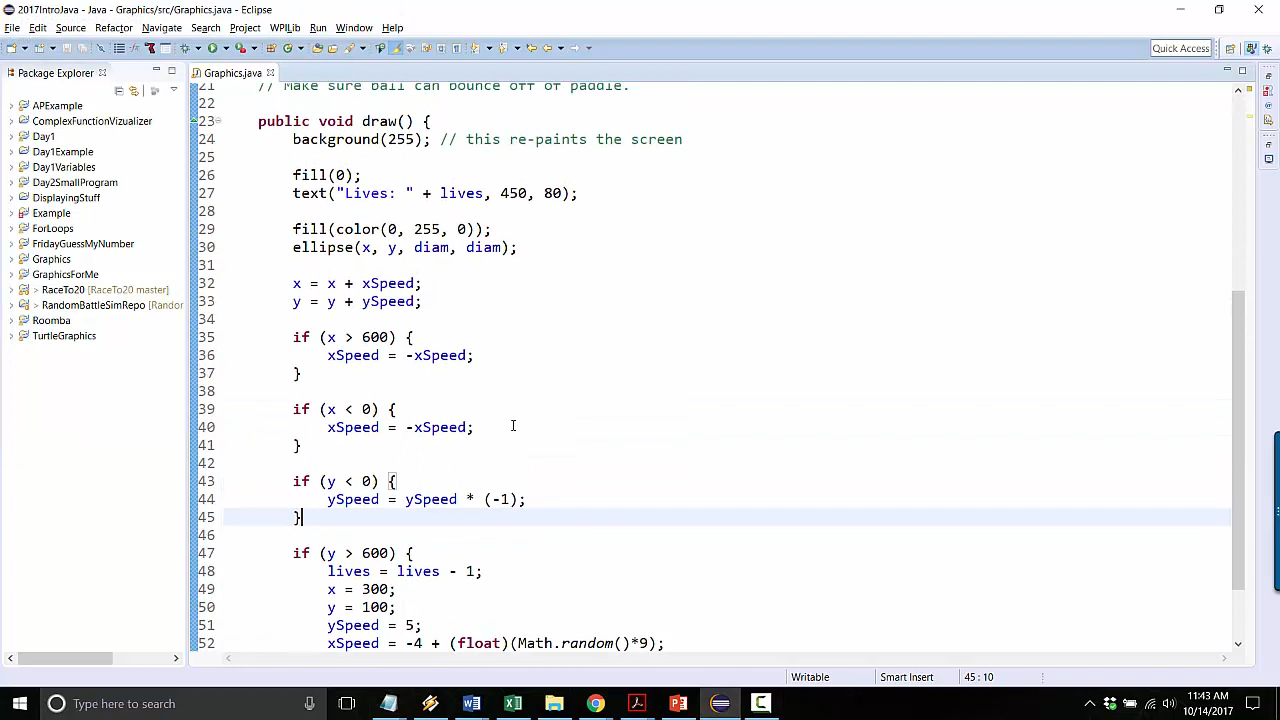 2017IntroJava - Java - Graphics/src/Graphics.java - Eclipse
File Edit Source Refactor Navigate Search Project WPILib Run Window Help
Quick Access
Package Explorer
Graphics.java
APExample
ComplexFunctionVizualizer
Day1
Day1Example
Day1Variables
Day2SmallProgram
DisplayingStuff
Example
ForLoops
FridayGuessMyNumber
Graphics
GraphicsForMe
> RaceTo20 [RaceTo20 master]
> RandomBattleSimRepo [Randor
Roomba
TurtleGraphics
21 // Make sure ball can bounce off of paddle.
22
23 public void draw() {
24 background(255); // this re-paints the screen
25
26 fill(0);
27 text("Lives: " + lives, 450, 80);
28
29 fill(color(0, 255, 0));
30 ellipse(x, y, diam, diam);
31
32 x = x + xSpeed;
33 y = y + ySpeed;
34
35 if (x > 600) {
36 xSpeed = -xSpeed;
37 }
38
39 if (x < 0) {
40 xSpeed = -xSpeed;
41 }
42
43 if (y < 0) {
44 ySpeed = ySpeed * (-1);
45 }
46
47 if (y > 600) {
48 lives = lives - 1;
49 x = 300;
50 y = 100;
51 ySpeed = 5;
52 xSpeed = -4 + (float)(Math.random()*9);
Writable Smart Insert 45 : 10
Type here to search
11:43 AM
10/14/2017